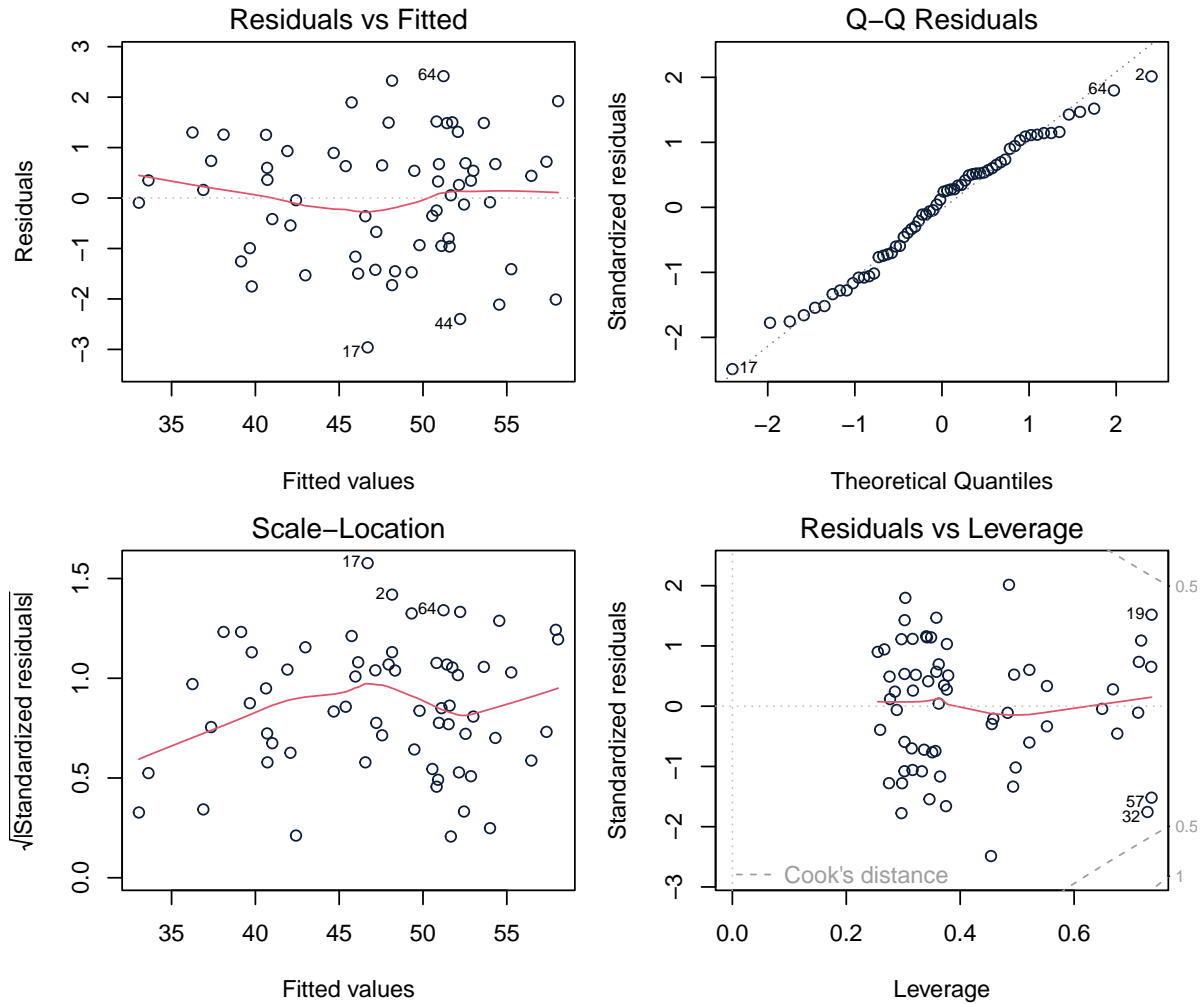 Residuals vs Fitted
Residuals
3
2
1
0
−1
−2
−3
64
44
17
35 40 45 50 55
Fitted values
Q−Q Residuals
Standardized residuals
2
1
0
−1
−2
64
2
17
−2 −1 0 1 2
Theoretical Quantiles
Scale−Location
√|Standardized residuals|
1.5
1.0
0.5
0.0
17
2
64
35 40 45 50 55
Fitted values
Residuals vs Leverage
Standardized residuals
2
1
0
−1
−2
−3
19
57
32
0.5
0.5
1
Cook's distance
0.0 0.2 0.4 0.6
Leverage